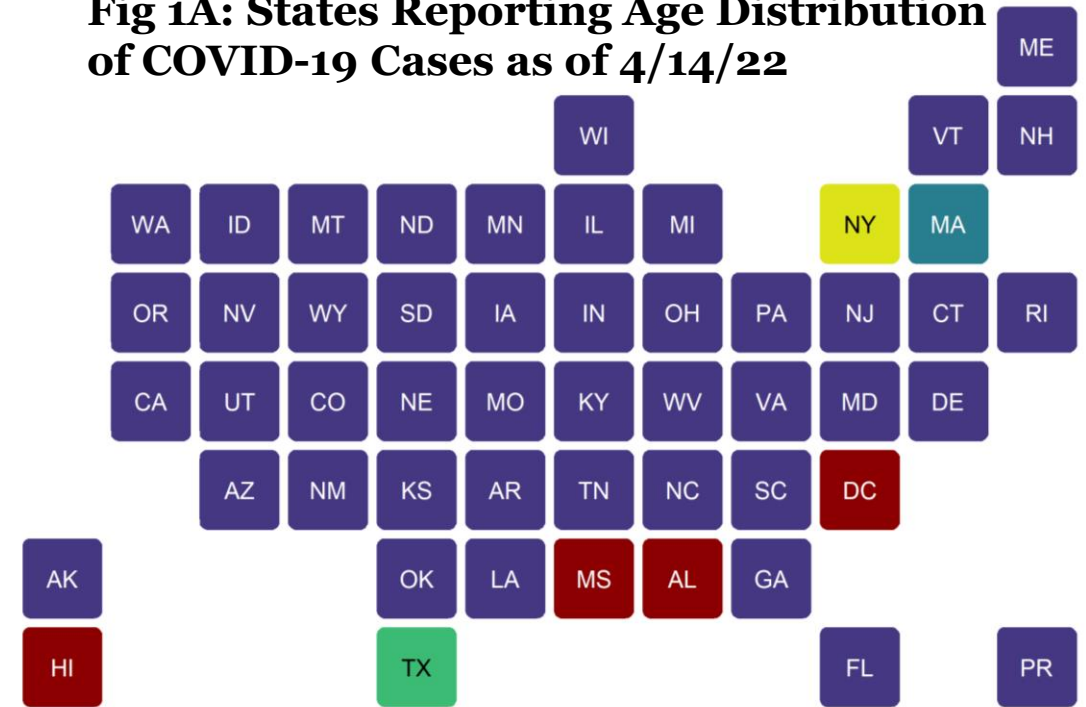 Fig 1A: States Reporting Age Distribution
of COVID-19 Cases as of 4/14/22
ME
WI VT NH
WA ID MT ND MN IL MI NY MA
OR NV WY SD IA IN OH PA NJ CT RI
CA UT CO NE MO KY WV VA MD DE
AZ NM KS AR TN NC SC DC
AK OK LA MS AL GA
HI TX FL PR